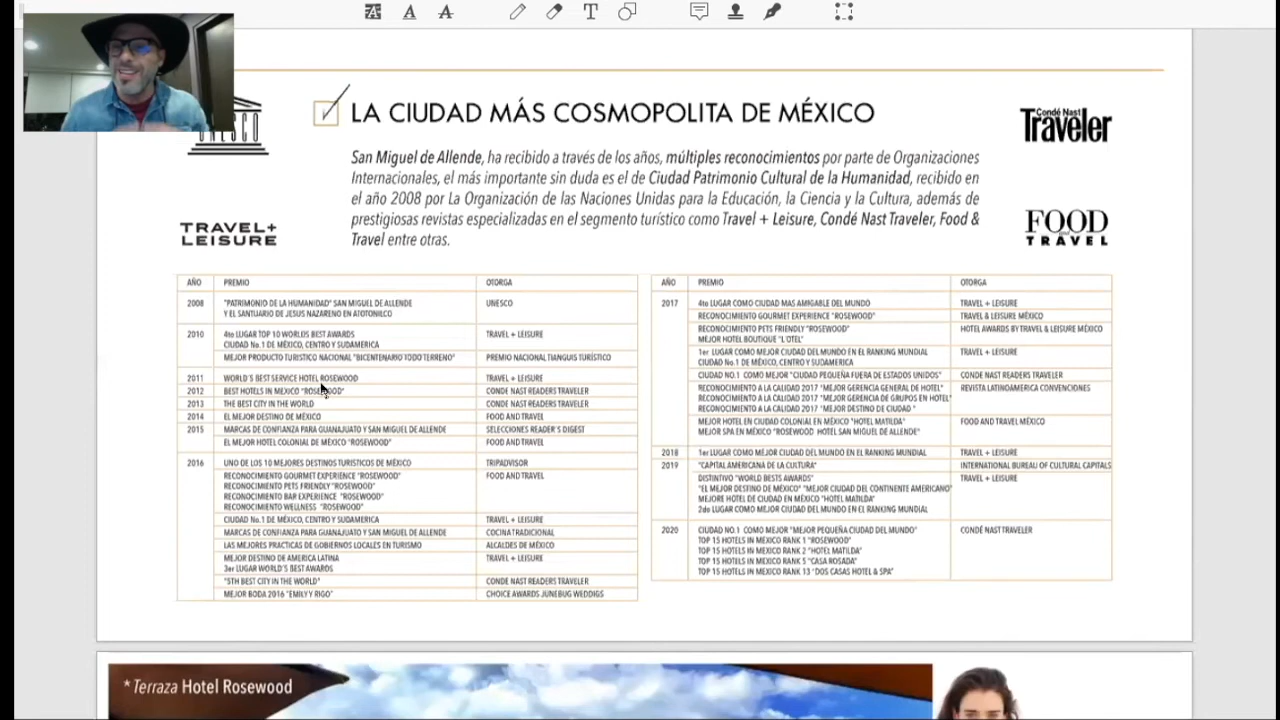 UNESCO
LA CIUDAD MÁS COSMOPOLITA DE MÉXICO
Condé Nast
Traveler
San Miguel de Allende, ha recibido a través de los años, múltiples reconocimientos por parte de Organizaciones
Internacionales, el más importante sin duda es el de Ciudad Patrimonio Cultural de la Humanidad, recibido en
el año 2008 por La Organización de las Naciones Unidas para la Educación, la Ciencia y la Cultura, además de
prestigiosas revistas especializadas en el segmento turístico como Travel + Leisure, Condé Nast Traveler, Food &
Travel entre otras.
TRAVEL+
LEISURE
FOOD
and
TRAVEL
AÑO PREMIO OTORGA
2008 "PATRIMONIO DE LA HUMANIDAD" SAN MIGUEL DE ALLENDE UNESCO
Y EL SANTUARIO DE JESUS NAZARENO EN ATOTONILCO
2010 4to LUGAR TOP 10 WORLDS BEST AWARDS TRAVEL + LEISURE
CIUDAD No.1 DE MÉXICO, CENTRO Y SUDAMERICA
MEJOR PRODUCTO TURISTICO NACIONAL "BICENTENARIO TODO TERRENO" PREMIO NACIONAL TIANGUIS TURÍSTICO
2011 WORLD´S BEST SERVICE HOTEL ROSEWOOD TRAVEL + LEISURE
2012 BEST HOTELS IN MEXICO "ROSEWOOD" CONDE NAST READERS TRAVELER
2013 THE BEST CITY IN THE WORLD CONDE NAST READERS TRAVELER
2014 EL MEJOR DESTINO DE MÉXICO FOOD AND TRAVEL
2015 MARCAS DE CONFIANZA PARA GUANAJUATO Y SAN MIGUEL DE ALLENDE SELECCIONES READER´S DIGEST
EL MEJOR HOTEL COLONIAL DE MÉXICO "ROSEWOOD" FOOD AND TRAVEL
2016 UNO DE LOS 10 MEJORES DESTINOS TURISTICOS DE MÉXICO TRIPADVISOR
RECONOCIMIENTO GOURMET EXPERIENCE "ROSEWOOD" FOOD AND TRAVEL
RECONOCIMIENTO PETS FRIENDLY "ROSEWOOD"
RECONOCIMIENTO BAR EXPERIENCE "ROSEWOOD"
RECONOCIMIENTO WELLNESS "ROSEWOOD"
CIUDAD No.1 DE MÉXICO, CENTRO Y SUDAMERICA TRAVEL + LEISURE
MARCAS DE CONFIANZA PARA GUANAJUATO Y SAN MIGUEL DE ALLENDE COCINA TRADICIONAL
LAS MEJORES PRACTICAS DE GOBIERNOS LOCALES EN TURISMO ALCALDES DE MÉXICO
MEJOR DESTINO DE AMERICA LATINA TRAVEL + LEISURE
3er LUGAR WORLD´S BEST AWARDS
"5TH BEST CITY IN THE WORLD" CONDE NAST READERS TRAVELER
MEJOR BODA 2016 "EMILY Y RIGO" CHOICE AWARDS JUNEBUG WEDDIGS
AÑO PREMIO OTORGA
2017 4to LUGAR COMO CIUDAD MAS AMIGABLE DEL MUNDO TRAVEL + LEISURE
RECONOCIMIENTO GOURMET EXPERIENCE "ROSEWOOD" TRAVEL & LEISURE MÉXICO
RECONOCIMIENTO PETS FRIENDLY "ROSEWOOD" HOTEL AWARDS BY TRAVEL & LEISURE MÉXICO
MEJOR HOTEL BOUTIQUE "L´OTEL"
1er LUGAR COMO MEJOR CIUDAD DEL MUNDO EN EL RANKING MUNDIAL TRAVEL + LEISURE
CIUDAD No.1 DE MÉXICO, CENTRO Y SUDAMERICA
CIUDAD NO.1 COMO MEJOR "CIUDAD PEQUEÑA FUERA DE ESTADOS UNIDOS" CONDE NAST READERS TRAVELER
RECONOCIMIENTO A LA CALIDAD 2017 "MEJOR GERENCIA GENERAL DE HOTEL" REVISTA LATINOAMERICA CONVENCIONES
RECONOCIMIENTO A LA CALIDAD 2017 "MEJOR GERENCIA DE GRUPOS EN HOTEL"
RECONOCIMIENTO A LA CALIDAD 2017 "MEJOR DESTINO DE CIUDAD "
MEJOR HOTEL EN CIUDAD COLONIAL EN MÉXICO "HOTEL MATILDA" FOOD AND TRAVEL MÉXICO
MEJOR SPA EN MÉXICO "ROSEWOOD HOTEL SAN MIGUEL DE ALLENDE"
2018 1er LUGAR COMO MEJOR CIUDAD DEL MUNDO EN EL RANKING MUNDIAL TRAVEL + LEISURE
2019 "CAPITAL AMERICANA DE LA CULTURA" INTERNATIONAL BUREAU OF CULTURAL CAPITALS
DISTINTIVO "WORLD BESTS AWARDS" TRAVEL + LEISURE
"EL MEJOR DESTINO DE MÉXICO" "MEJOR CIUDAD DEL CONTINENTE AMERICANO"
MEJORE HOTEL DE CIUDAD EN MÉXICO "HOTEL MATILDA"
2do LUGAR COMO MEJOR CIUDAD DEL MUNDO EN EL RANKING MUNDIAL
2020 CIUDAD NO.1 COMO MEJOR "MEJOR PEQUEÑA CIUDAD DEL MUNDO" CONDÉ NAST TRAVELER
TOP 15 HOTELS IN MEXICO RANK 1 "ROSEWOOD"
TOP 15 HOTELS IN MEXICO RANK 2 "HOTEL MATILDA"
TOP 15 HOTELS IN MEXICO RANK 5 "CASA ROSADA"
TOP 15 HOTELS IN MEXICO RANK 13 "DOS CASAS HOTEL & SPA"
*Terraza Hotel Rosewood